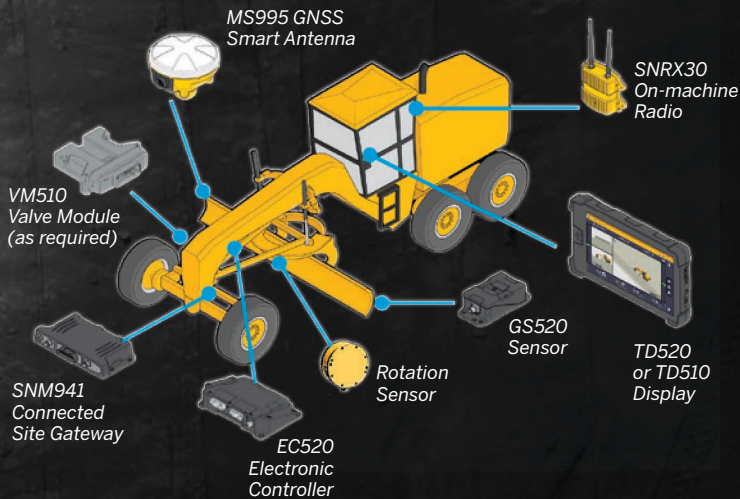 MS995 GNSS
Smart Antenna
SNRX30
On-machine
Radio
VM510
Valve Module
(as required)
GS520
Sensor
TD520
or TD510
Display
Rotation
Sensor
SNM941
Connected
Site Gateway
EC520
Electronic
Controller